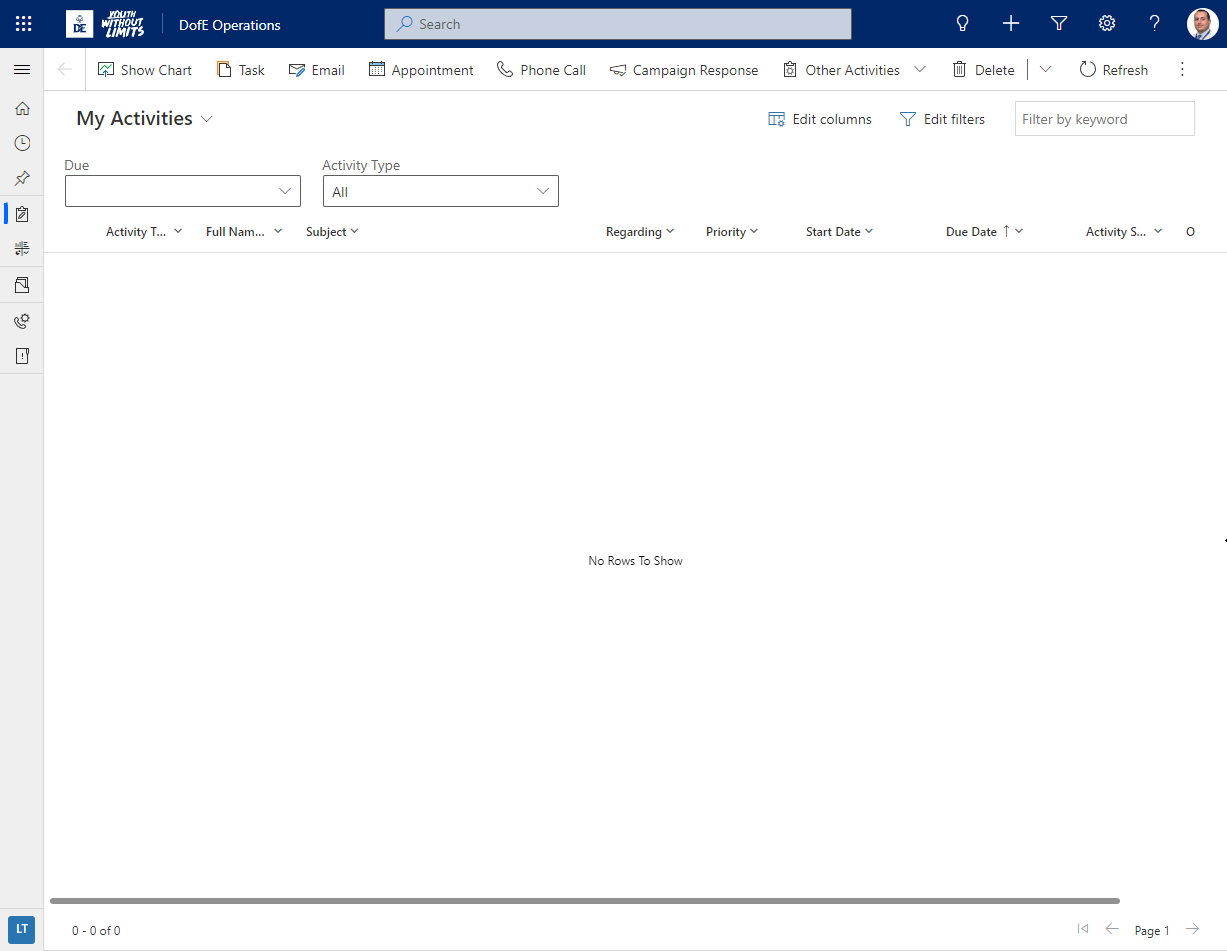 DE YOUTH WITHOUT LIMITS DofE Operations Search
Show Chart Task Email Appointment Phone Call Campaign Response Other Activities Delete Refresh
My Activities Edit columns Edit filters Filter by keyword
Due Activity Type
All
Activity T... Full Nam... Subject Regarding Priority Start Date Due Date ↑ Activity S... O
No Rows To Show
0 - 0 of 0 Page 1
LT